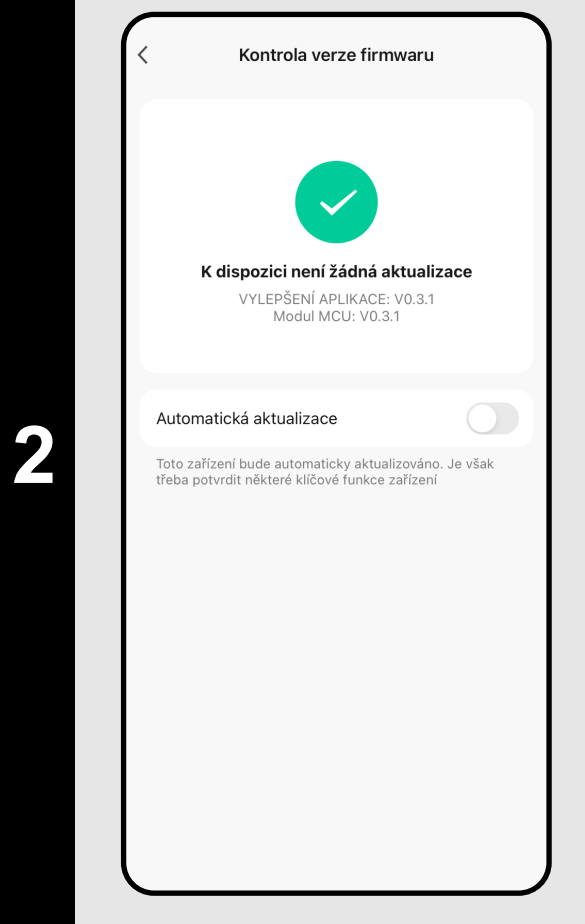 Kontrola verze firmwaru
K dispozici není žádná aktualizace
VYLEPŠENÍ APLIKACE: V0.3.1
Modul MCU: V0.3.1
Automatická aktualizace
Toto zařízení bude automaticky aktualizováno. Je však
třeba potvrdit některé klíčové funkce zařízení
2